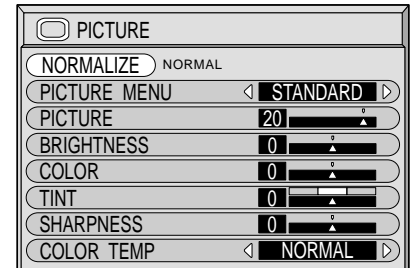 PICTURE
NORMALIZE NORMAL
PICTURE MENU STANDARD
PICTURE 20
BRIGHTNESS 0
COLOR 0
TINT 0
SHARPNESS 0
COLOR TEMP NORMAL